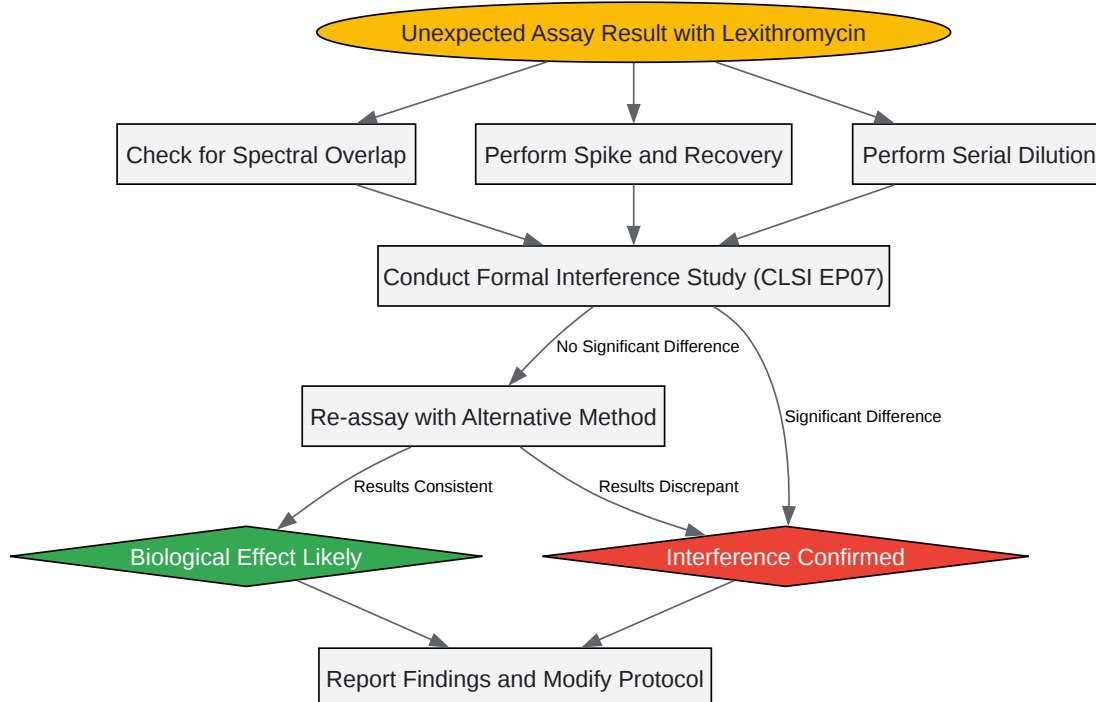 Unexpected Assay Result with Lexithromycin
Check for Spectral Overlap
Perform Spike and Recovery
Perform Serial Dilution
Conduct Formal Interference Study (CLSI EP07)
No Significant Difference
Re-assay with Alternative Method
Significant Difference
Results Consistent
Results Discrepant
Biological Effect Likely
Interference Confirmed
Report Findings and Modify Protocol